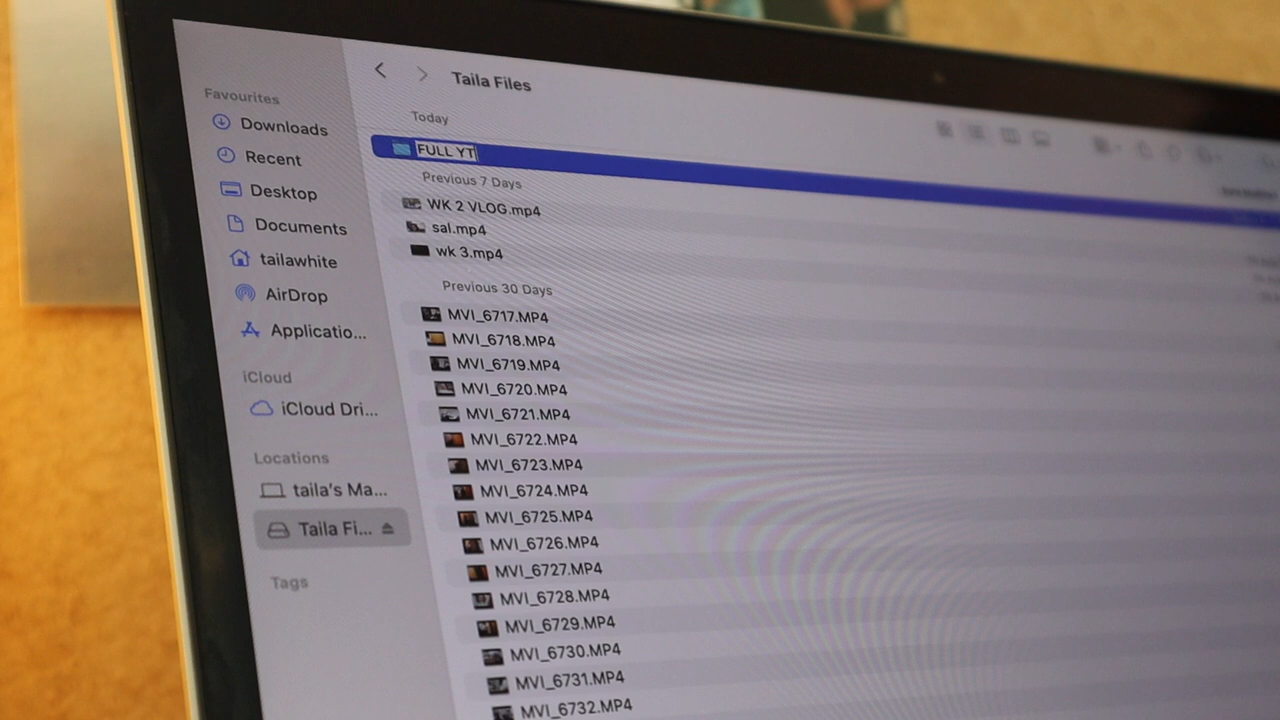 Favourites
Downloads
Recent
Desktop
Documents
tailawhite
AirDrop
Applicatio...
iCloud
iCloud Dri...
Locations
taila's Ma...
Taila Fi...
Tags
Taila Files
Today
FULL YT
Previous 7 Days
WK 2 VLOG.mp4
sal.mp4
wk 3.mp4
Previous 30 Days
MVI_6717.MP4
MVI_6718.MP4
MVI_6719.MP4
MVI_6720.MP4
MVI_6721.MP4
MVI_6722.MP4
MVI_6723.MP4
MVI_6724.MP4
MVI_6725.MP4
MVI_6726.MP4
MVI_6727.MP4
MVI_6728.MP4
MVI_6729.MP4
MVI_6730.MP4
MVI_6731.MP4
MVI_6732.MP4